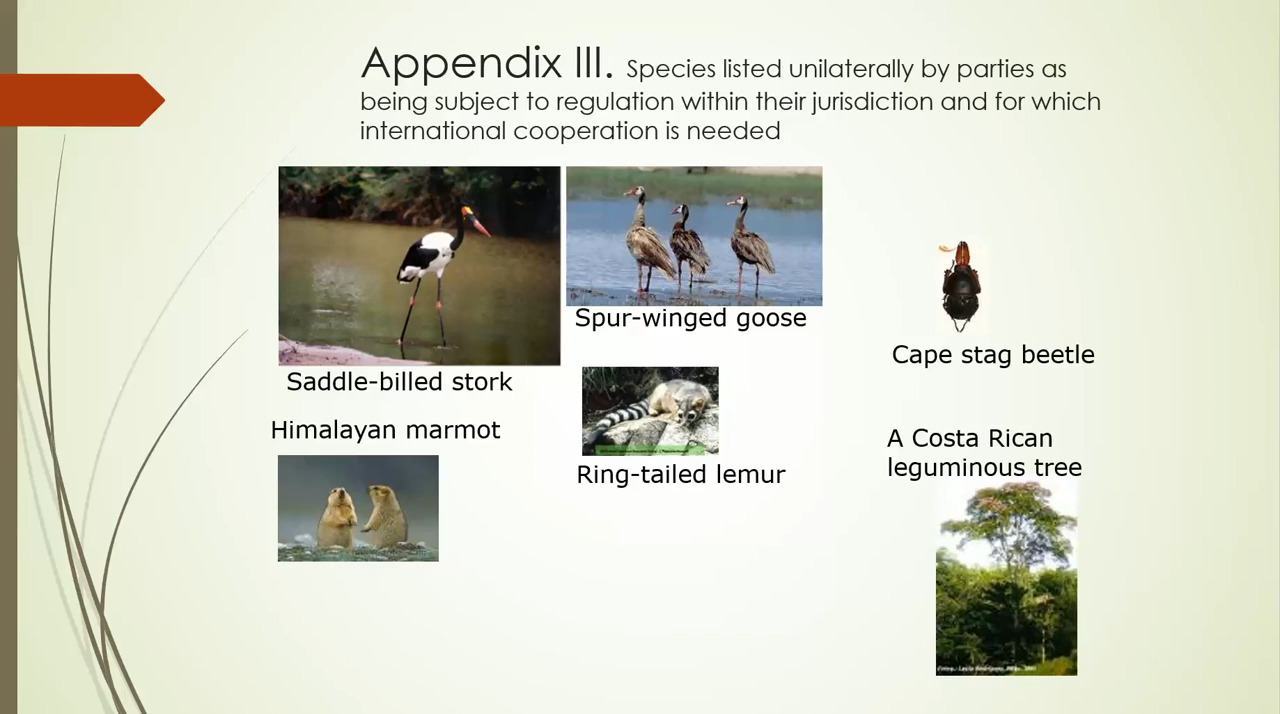 Appendix III. Species listed unilaterally by parties as
being subject to regulation within their jurisdiction and for which
international cooperation is needed
Saddle-billed stork
Spur-winged goose
Cape stag beetle
Himalayan marmot
Ring-tailed lemur
A Costa Rican
leguminous tree